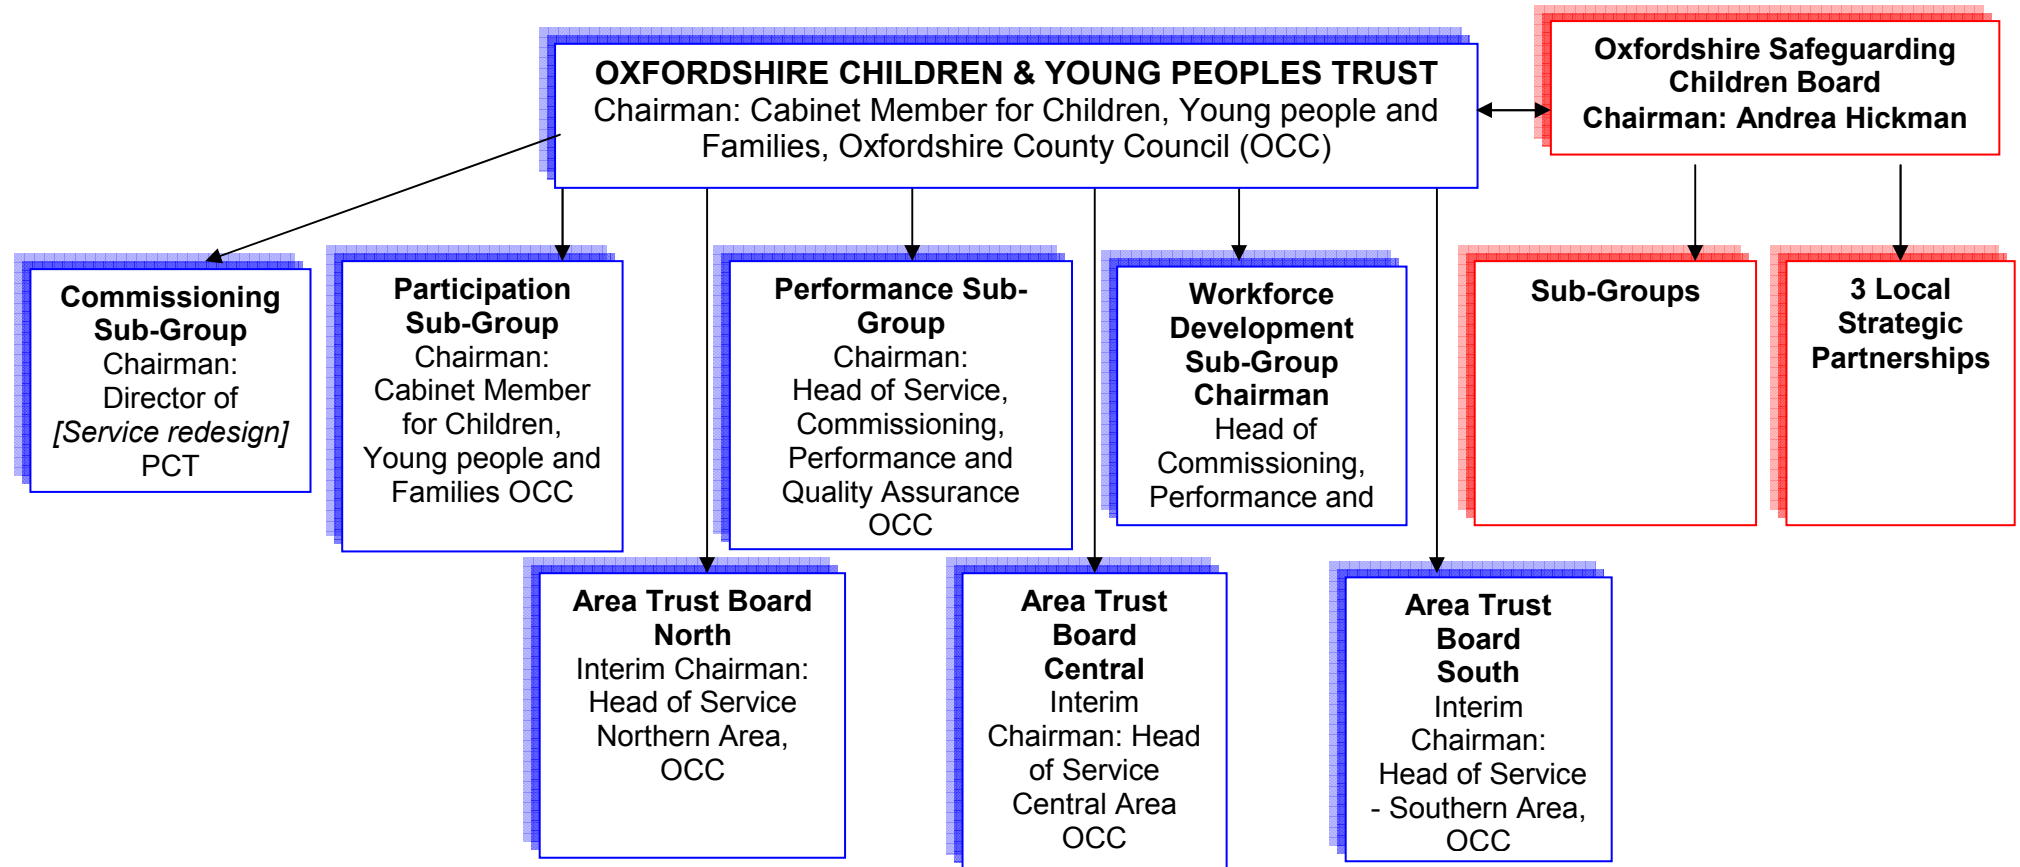 OXFORDSHIRE CHILDREN & YOUNG PEOPLES TRUST
Chairman: Cabinet Member for Children, Young people and
Families, Oxfordshire County Council (OCC)
Oxfordshire Safeguarding
Children Board
Chairman: Andrea Hickman
Commissioning
Sub-Group
Chairman:
Director of
[Service redesign]
PCT
Participation
Sub-Group
Chairman:
Cabinet Member
for Children,
Young people and
Families OCC
Performance Sub-
Group
Chairman:
Head of Service,
Commissioning,
Performance and
Quality Assurance
OCC
Workforce
Development
Sub-Group
Chairman
Head of
Commissioning,
Performance and
Sub-Groups
3 Local
Strategic
Partnerships
Area Trust Board
North
Interim Chairman:
Head of Service
Northern Area,
OCC
Area Trust
Board
Central
Interim
Chairman: Head
of Service
Central Area
OCC
Area Trust
Board
South
Interim
Chairman:
Head of Service
- Southern Area,
OCC